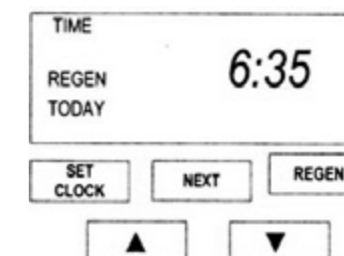 TIME
6:35
REGEN
TODAY
SET
CLOCK
NEXT
REGEN